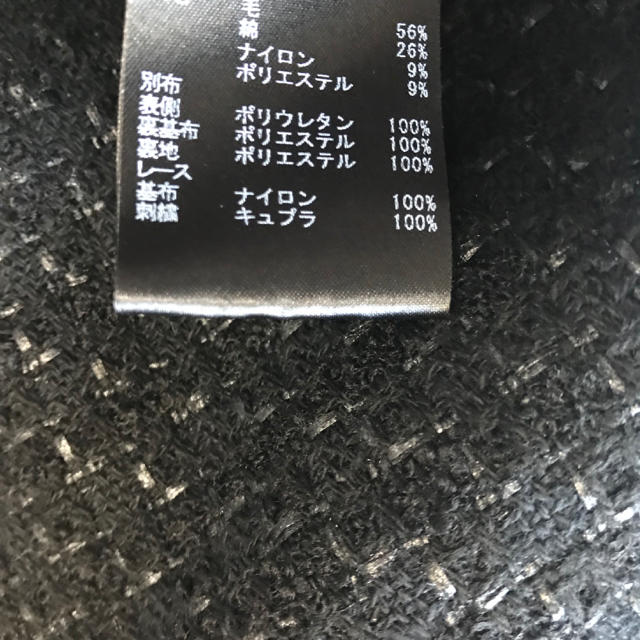 毛
綿 56%
ナイロン 26%
ポリエステル 9%
別布 9%
表側 ポリウレタン 100%
裏基布 ポリエステル 100%
裏地 ポリエステル 100%
レース
基布 ナイロン 100%
刺繍 キュプラ 100%